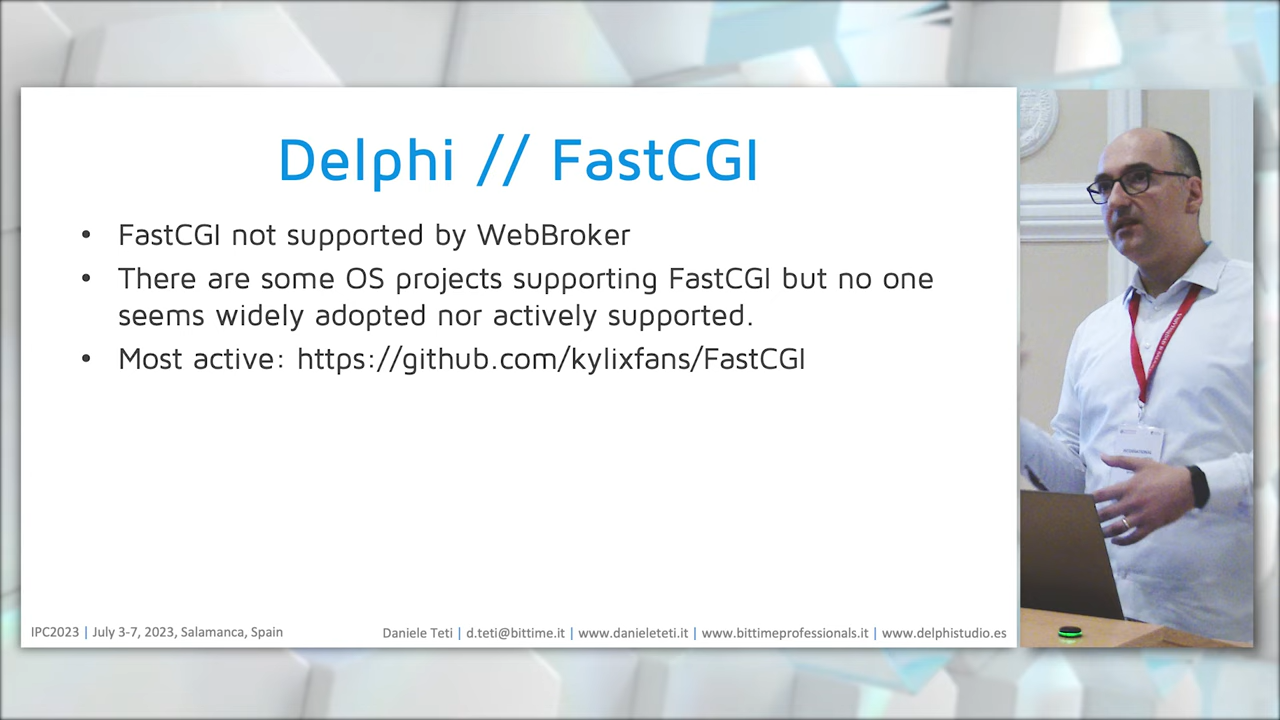 Delphi // FastCGI
• FastCGI not supported by WebBroker
• There are some OS projects supporting FastCGI but no one
seems widely adopted nor actively supported.
• Most active: https://github.com/kylixfans/FastCGI
IPC2023 | July 3-7, 2023, Salamanca, Spain
Daniele Teti | d.teti@bittime.it | www.danieleteti.it | www.bittimeprofessionals.it | www.delphistudio.es